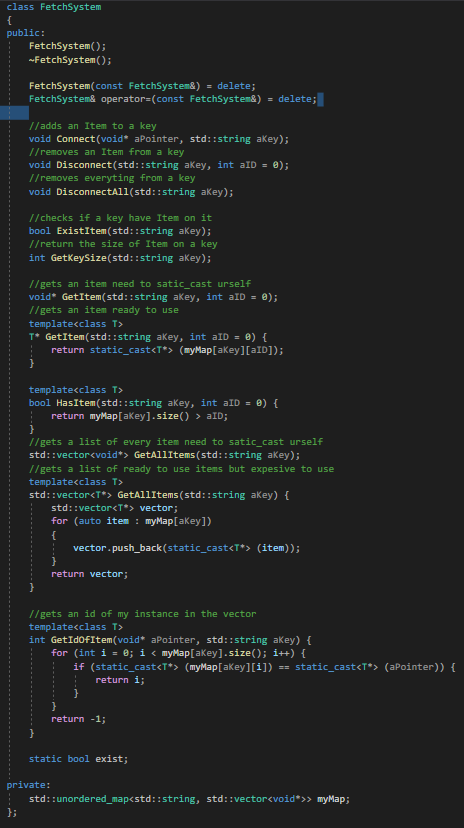 class FetchSystem
{
public:
FetchSystem();
~FetchSystem();
FetchSystem(const FetchSystem&) = delete;
FetchSystem& operator=(const FetchSystem&) = delete;
//adds an Item to a key
void Connect(void* aPointer, std::string aKey);
//removes an Item from a key
void Disconnect(std::string aKey, int aID = 0);
//removes everyting from a key
void DisconnectAll(std::string aKey);
//checks if a key have Item on it
bool ExistItem(std::string aKey);
//return the size of Item on a key
int GetKeySize(std::string aKey);
//gets an item need to satic_cast urself
void* GetItem(std::string aKey, int aID = 0);
//gets an item ready to use
template<class T>
T* GetItem(std::string aKey, int aID = 0) {
return static_cast<T*> (myMap[aKey][aID]);
}
template<class T>
bool HasItem(std::string aKey, int aID = 0) {
return myMap[aKey].size() > aID;
}
//gets a list of every item need to satic_cast urself
std::vector<void*> GetAllItems(std::string aKey);
//gets a list of ready to use items but expesive to use
template<class T>
std::vector<T*> GetAllItems(std::string aKey) {
std::vector<T*> vector;
for (auto item : myMap[aKey])
{
vector.push_back(static_cast<T*> (item));
}
return vector;
}
//gets an id of my instance in the vector
template<class T>
int GetIdOfItem(void* aPointer, std::string aKey) {
for (int i = 0; i < myMap[aKey].size(); i++) {
if (static_cast<T*> (myMap[aKey][i]) == static_cast<T*> (aPointer)) {
return i;
}
}
return -1;
}
static bool exist;
private:
std::unordered_map<std::string, std::vector<void*>> myMap;
};